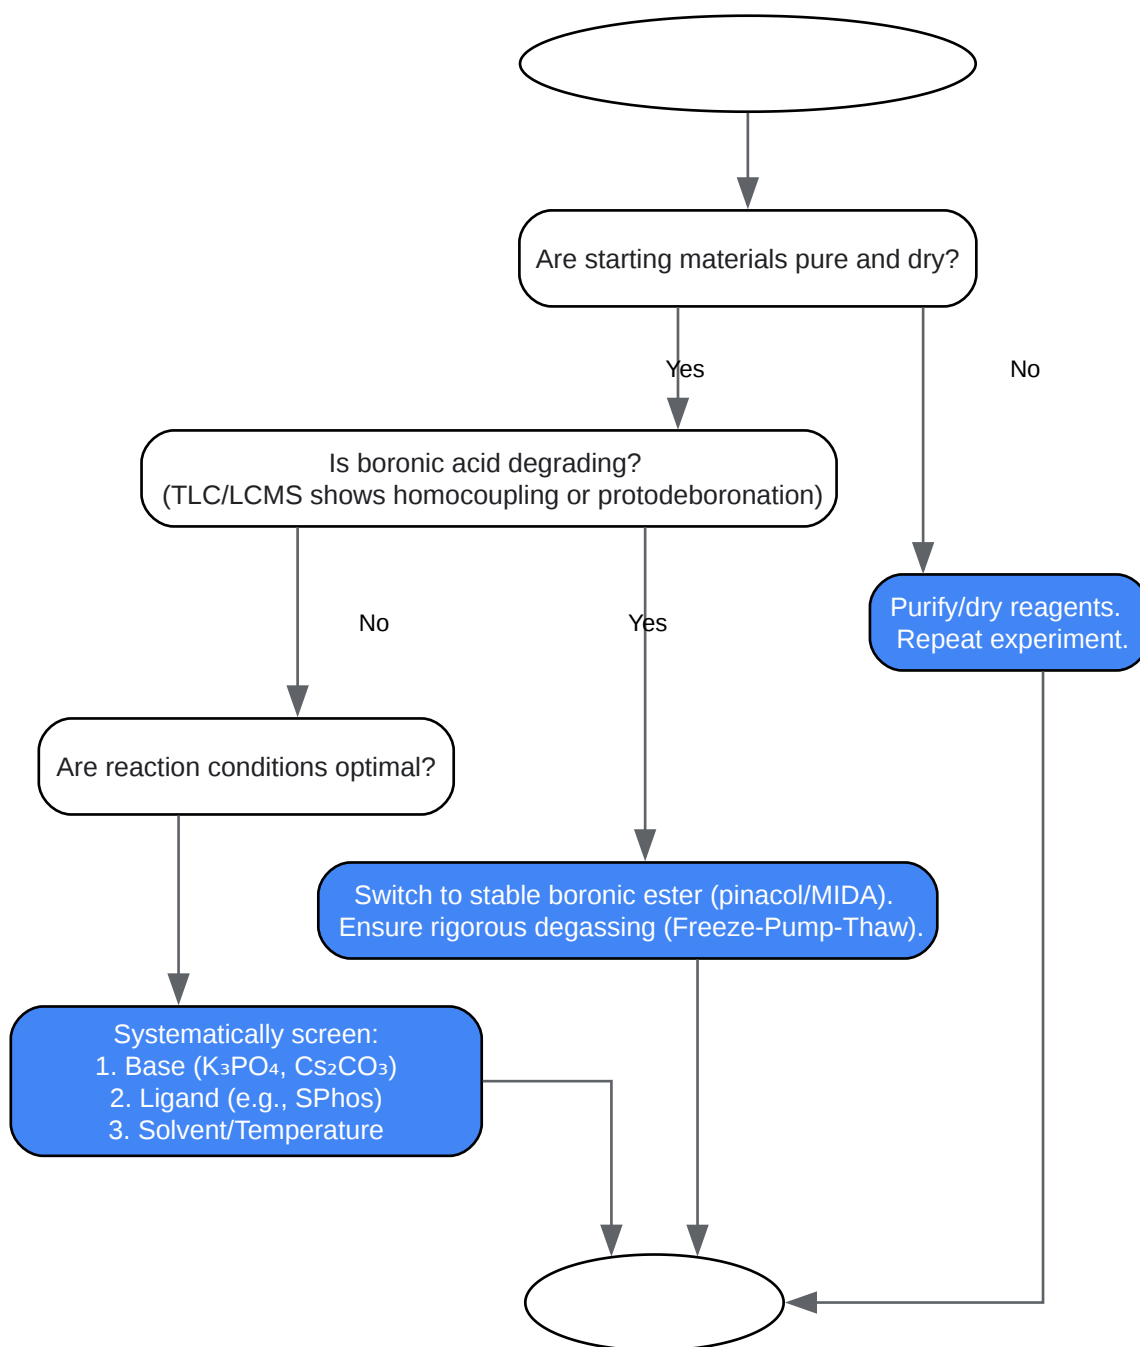 Are starting materials pure and dry?
Yes
No
Is boronic acid degrading?
(TLC/LCMS shows homocoupling or protodeboronation)
Purify/dry reagents.
Repeat experiment.
No
Yes
Are reaction conditions optimal?
Switch to stable boronic ester (pinacol/MIDA).
Ensure rigorous degassing (Freeze-Pump-Thaw).
Systematically screen:
1. Base (K₃PO₄, Cs₂CO₃)
2. Ligand (e.g., SPhos)
3. Solvent/Temperature